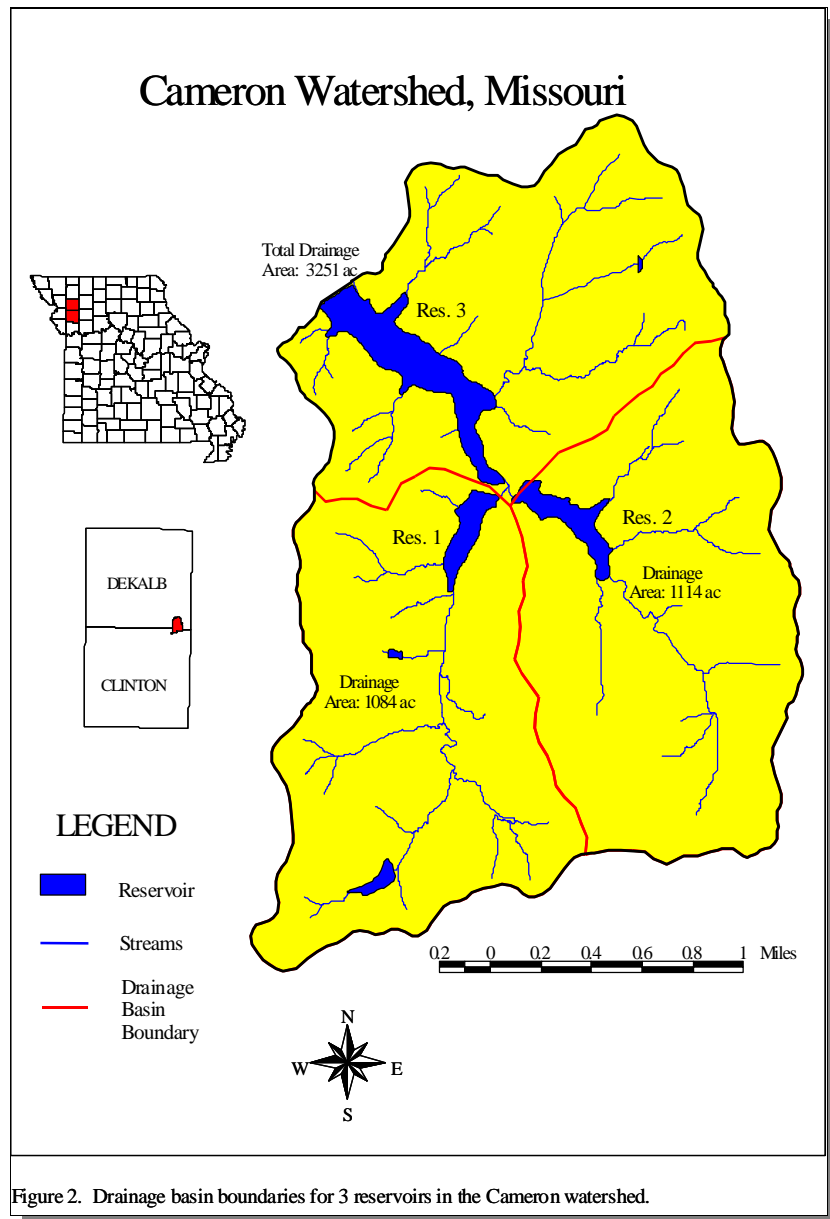 Cameron Watershed, Missouri
Total Drainage
Area: 3251 ac
Res. 3
Res. 1
Res. 2
Drainage
Area: 1114 ac
DEKALB
CLINTON
Drainage
Area: 1084 ac
LEGEND
Reservoir
Streams
Drainage
Basin
Boundary
0.2 0 0.2 0.4 0.6 0.8 1 Miles
N
W E
S
Figure 2. Drainage basin boundaries for 3 reservoirs in the Cameron watershed.